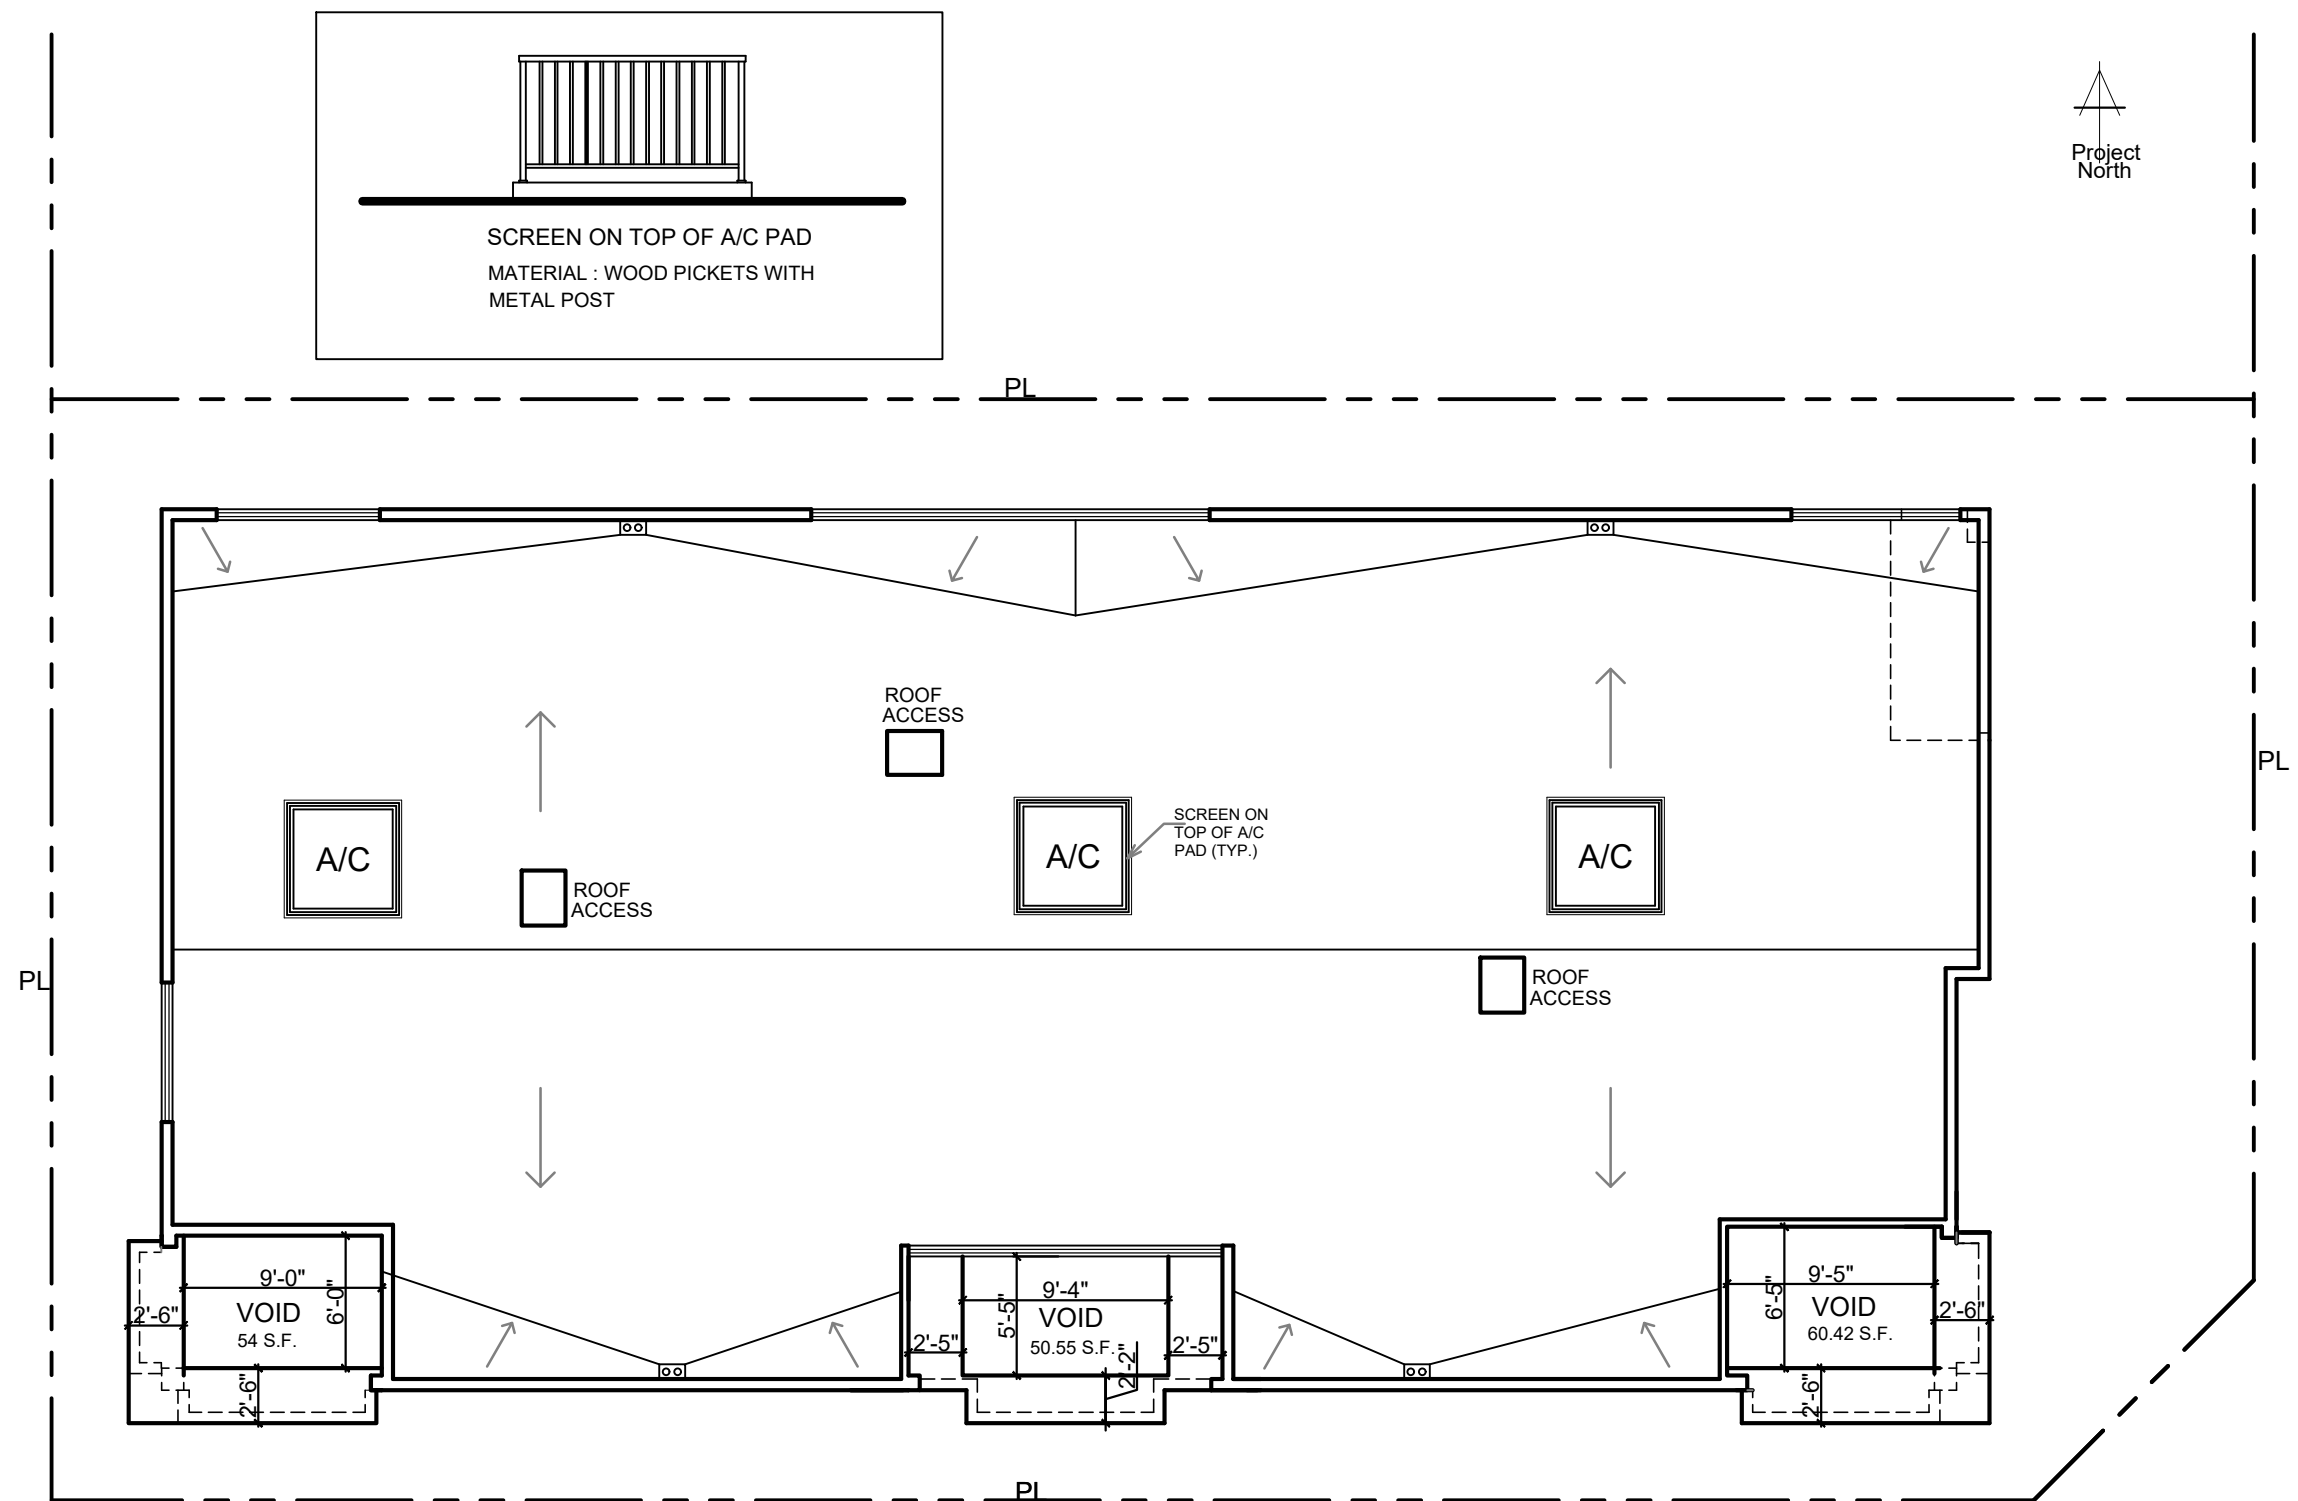 SCREEN ON TOP OF A/C PAD
MATERIAL : WOOD PICKETS WITH
METAL POST
Project
North
PL
ROOF
ACCESS
PL
SCREEN ON
TOP OF A/C
PAD (TYP.)
A/C
A/C
A/C
ROOF
ACCESS
PL
ROOF
ACCESS
9'-0"
6'-0"
VOID
54 S.F.
2'-6"
2'-6"
9'-4"
5'-5"
VOID
50.55 S.F.
2'-5"
2'-5"
2'-2"
9'-5"
6'-5"
VOID
60.42 S.F.
2'-6"
2'-6"
PL